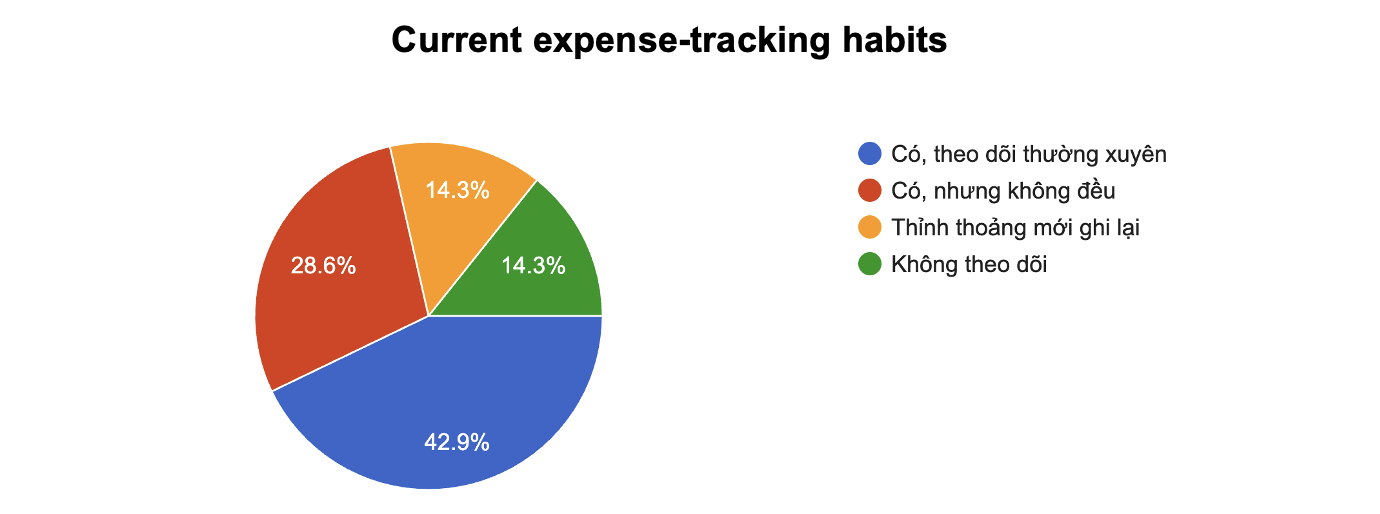 Current expense-tracking habits
14.3%
28.6%
14.3%
42.9%
Có, theo dõi thường xuyên
Có, nhưng không đều
Thỉnh thoảng mới ghi lại
Không theo dõi